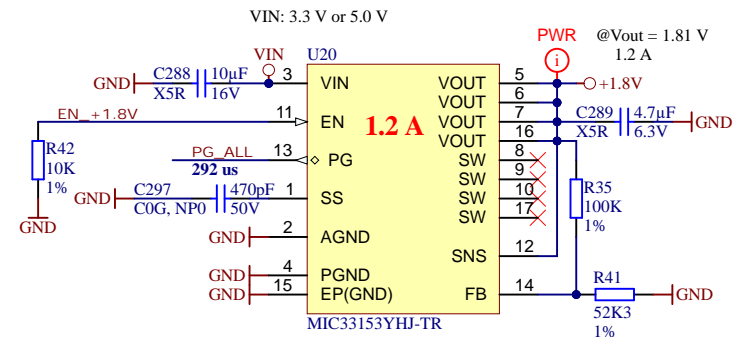 VIN: 3.3 V or 5.0 V
PWR
@Vout = 1.81 V
1.2 A
i
VIN
U20
C288 10µF
X5R 16V
GND
3 VIN
VOUT 5
+1.8V
VOUT 6
EN_+1.8V
11 EN
1.2 A
VOUT 7
C289 4.7µF
X5R 6.3V
GND
VOUT 16
R42
10K
1%
GND
PG_ALL
292 us
13 PG
SW 8
SW 9
SW 10
SW 17
C297 470pF
C0G, NP0 50V
GND
1 SS
R35
100K
1%
GND 2 AGND
SNS 12
GND 4 PGND
GND 15 EP(GND)
FB 14
R41
52K3
1%
GND
MIC33153YHJ-TR